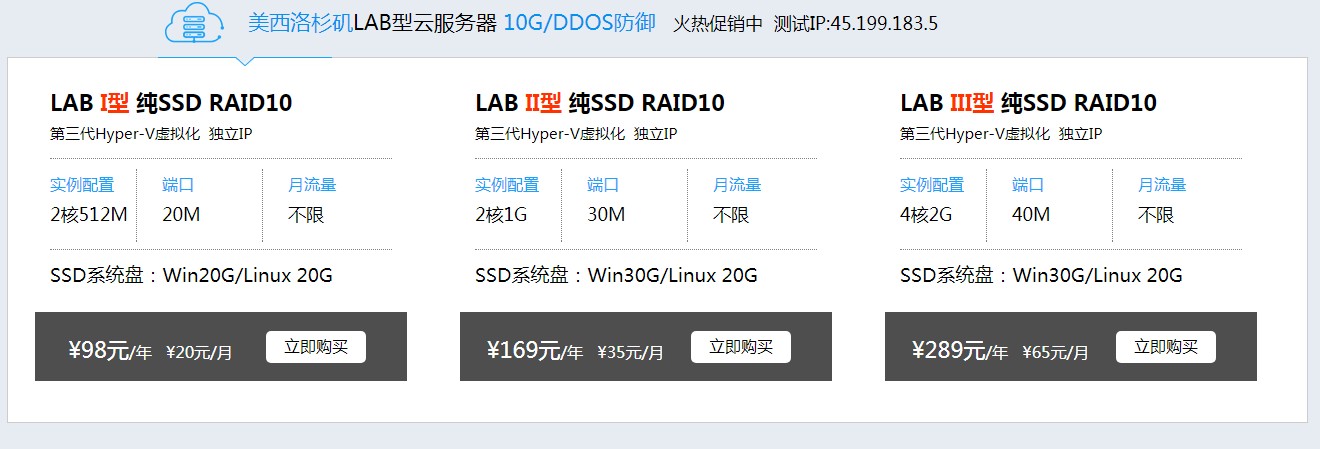 美西洛杉矶LAB型云服务器 10G/DDOS防御 火热促销中 测试IP:45.199.183.5
LAB I型 纯SSD RAID10
第三代Hyper-V虚拟化 独立IP
实例配置 端口 月流量
2核512M 20M 不限
SSD系统盘：Win20G/Linux 20G
¥98元/年 ¥20元/月 立即购买
LAB II型 纯SSD RAID10
第三代Hyper-V虚拟化 独立IP
实例配置 端口 月流量
2核1G 30M 不限
SSD系统盘：Win30G/Linux 20G
¥169元/年 ¥35元/月 立即购买
LAB III型 纯SSD RAID10
第三代Hyper-V虚拟化 独立IP
实例配置 端口 月流量
4核2G 40M 不限
SSD系统盘：Win30G/Linux 20G
¥289元/年 ¥65元/月 立即购买